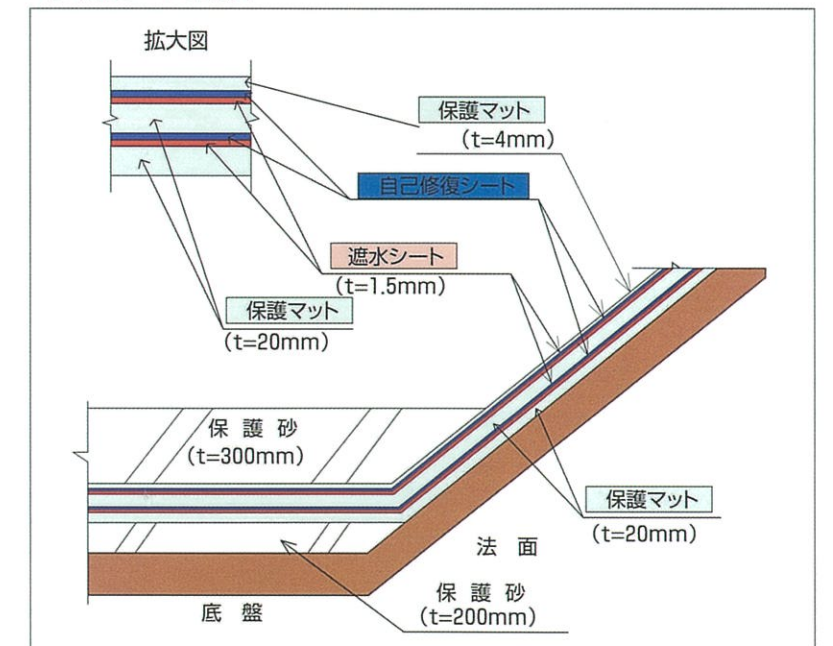 拡大図
保護マット
(t=4mm)
自己修復シート
遮水シート
(t=1.5mm)
保護マット
(t=20mm)
保護砂
(t=300mm)
保護マット
(t=20mm)
法面
保護砂
(t=200mm)
底盤